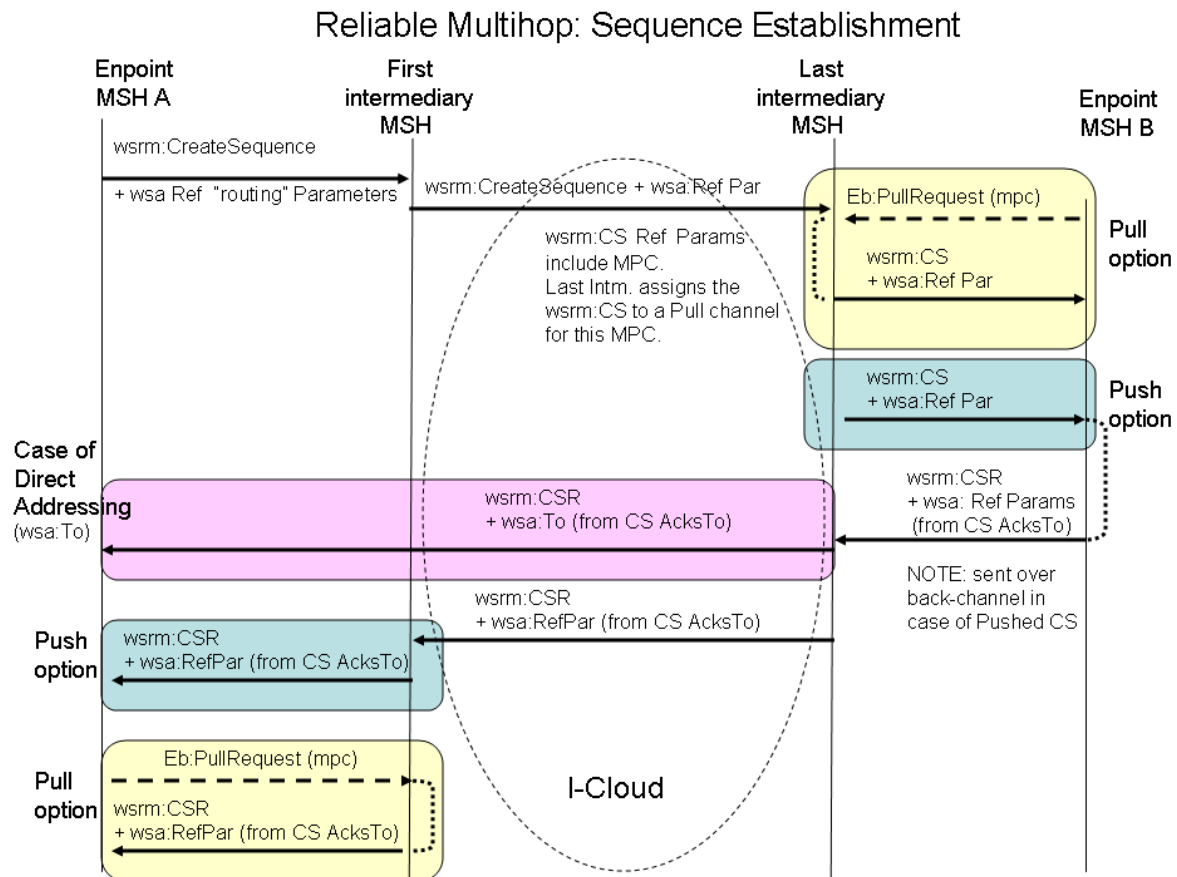 Reliable Multihop: Sequence Establishment
Enpoint
MSH A
First
intermediary
MSH
Last
intermediary
MSH
Enpoint
MSH B
wsrm:CreateSequence
+ wsa Ref "routing" Parameters
wsrm:CreateSequence + wsa:Ref Par
wsrm:CS Ref Params
include MPC.
Last Intm. assigns the
wsrm:CS to a Pull channel
for this MPC.
Eb:PullRequest (mpc)
wsrm:CS
+ wsa:Ref Par
Pull
option
wsrm:CS
+ wsa:Ref Par
Push
option
Case of
Direct
Addressing
(wsa:To)
wsrm:CSR
+ wsa:To (from CS AcksTo)
wsrm:CSR
+ wsa: Ref Params
(from CS AcksTo)
NOTE: sent over
back-channel in
case of Pushed CS
wsrm:CSR
+ wsa:RefPar (from CS AcksTo)
Push
option
wsrm:CSR
+ wsa:RefPar (from CS AcksTo)
Pull
option
Eb:PullRequest (mpc)
wsrm:CSR
+ wsa:RefPar (from CS AcksTo)
I-Cloud